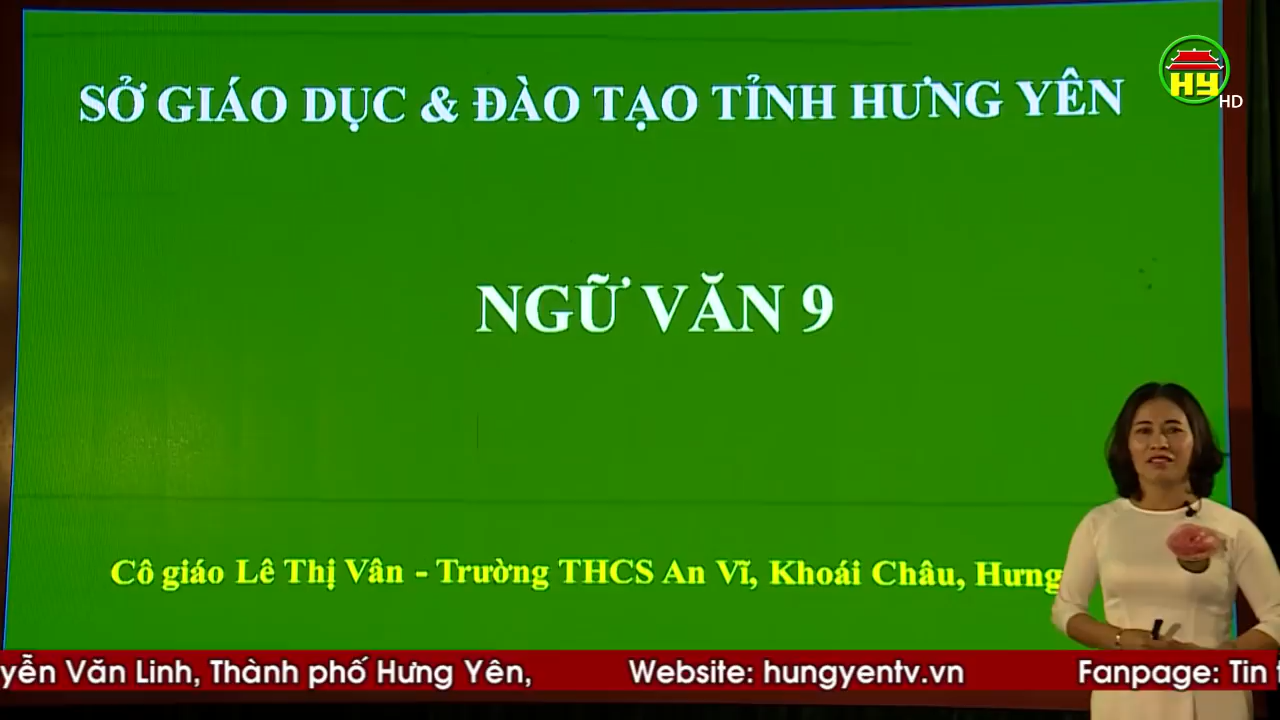 SỞ GIÁO DỤC & ĐÀO TẠO TỈNH HƯNG YÊN
HY
HD
NGỮ VĂN 9
Cô giáo Lê Thị Vân - Trường THCS An Vĩ, Khoái Châu, Hưng
Văn Linh, Thành phố Hưng Yên, Website: hungyentv.vn Fanpage: Tin